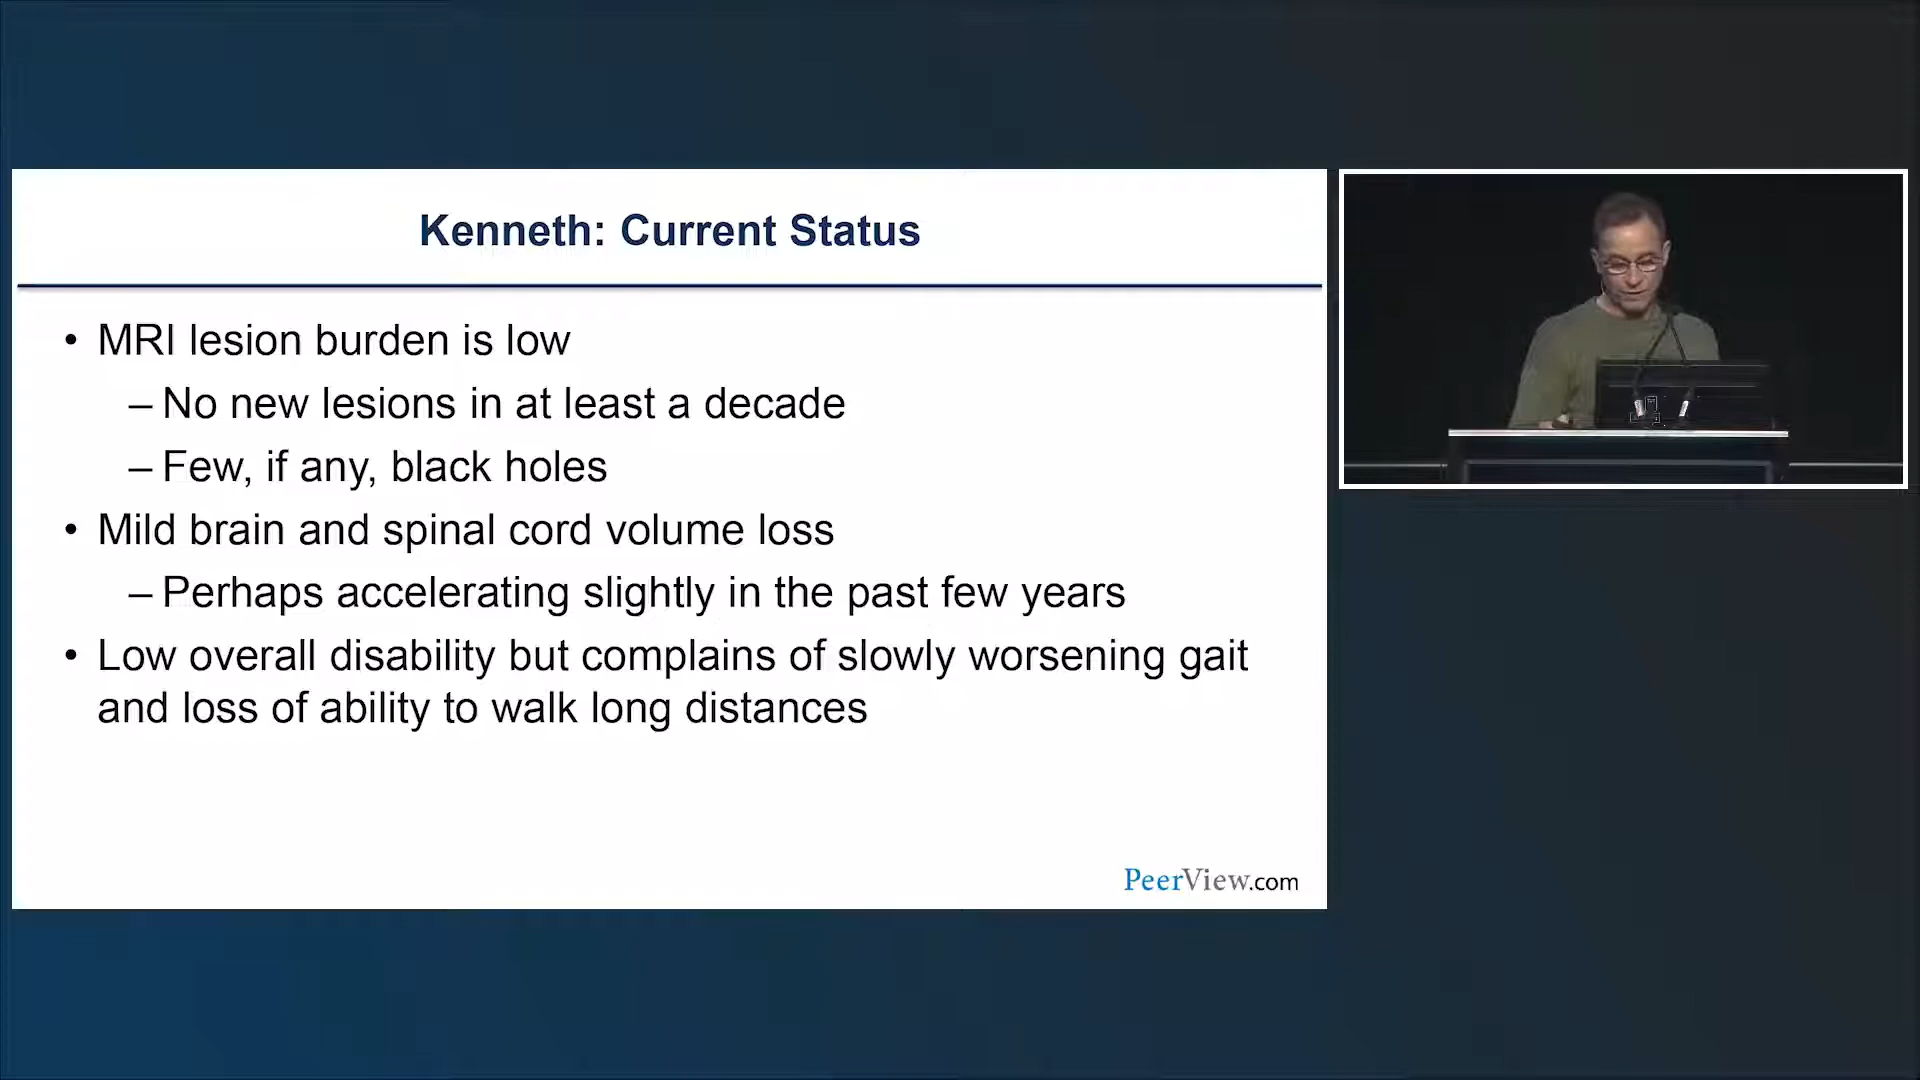 Kenneth: Current Status
• MRI lesion burden is low
– No new lesions in at least a decade
– Few, if any, black holes
• Mild brain and spinal cord volume loss
– Perhaps accelerating slightly in the past few years
• Low overall disability but complains of slowly worsening gait
and loss of ability to walk long distances
PeerView.com